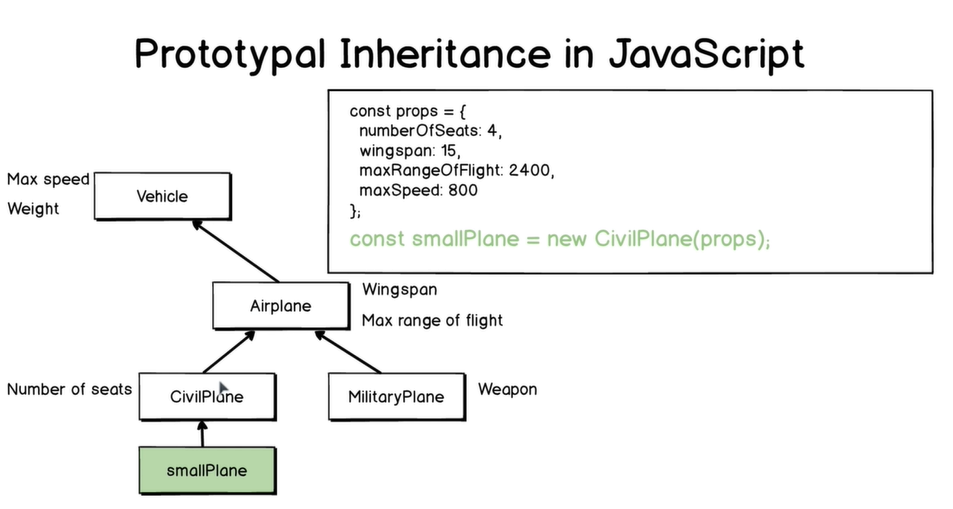 Prototypal Inheritance in JavaScript
const props = {
numberOfSeats: 4,
wingspan: 15,
maxRangeOfFlight: 2400,
maxSpeed: 800
};
const smallPlane = new CivilPlane(props);
Max speed
Weight
Vehicle
Airplane
Wingspan
Max range of flight
Number of seats
CivilPlane
MilitaryPlane
Weapon
smallPlane